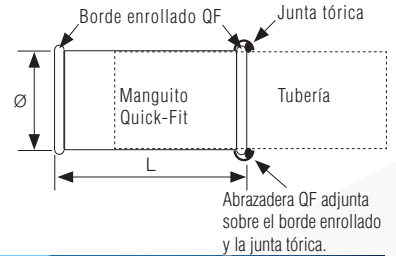 Borde enrollado QF
Junta tórica
Ø
Manguito
Quick-Fit
Tubería
L
Abrazadera QF adjunta
sobre el borde enrollado
y la junta tórica.